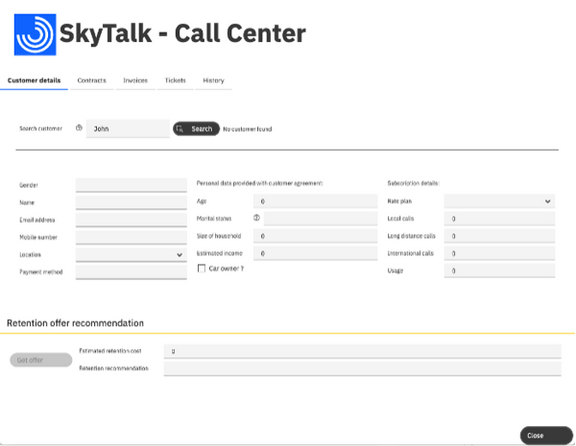 SkyTalk - Call Center
Customer details Contracts Invoices Tickets History
Search customer John Search No customer found
Personal data provided with customer agreement: Subscription details:
Gender
Age 0 Rate plan
Name
Marital status Local calls 0
Email address
Size of household 0 Long distance calls 0
Mobile number
Estimated income 0 International calls 0
Location
Car owner ? Usage 0
Payment method
Retention offer recommendation
Get offer
Estimated retention cost 0
Retention recommendation
Close